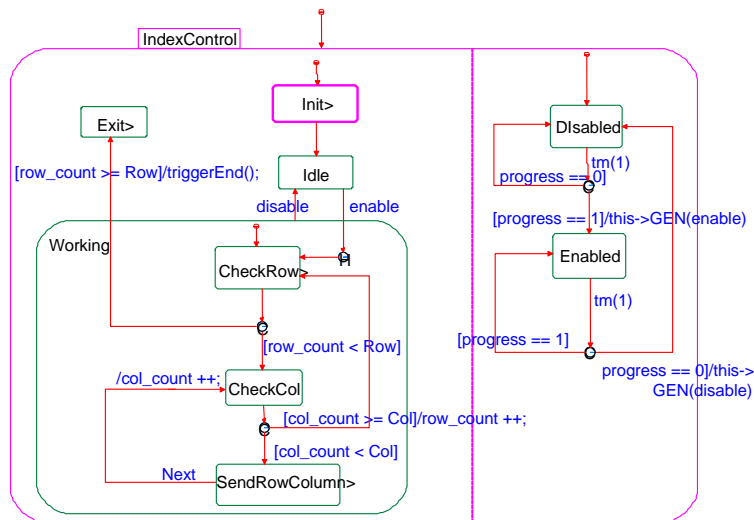 IndexControl
Init>
Exit>
DIsabled
tm(1)
[row_count >= Row]/triggerEnd();
Idle
progress == 0]
disable
enable
[progress == 1]/this->GEN(enable)
Working
H
Enabled
CheckRow>
tm(1)
C
[row_count < Row]
[progress == 1]
/col_count ++;
CheckCol
progress == 0]/this->
GEN(disable)
[col_count >= Col]/row_count ++;
C
[col_count < Col]
Next
SendRowColumn>